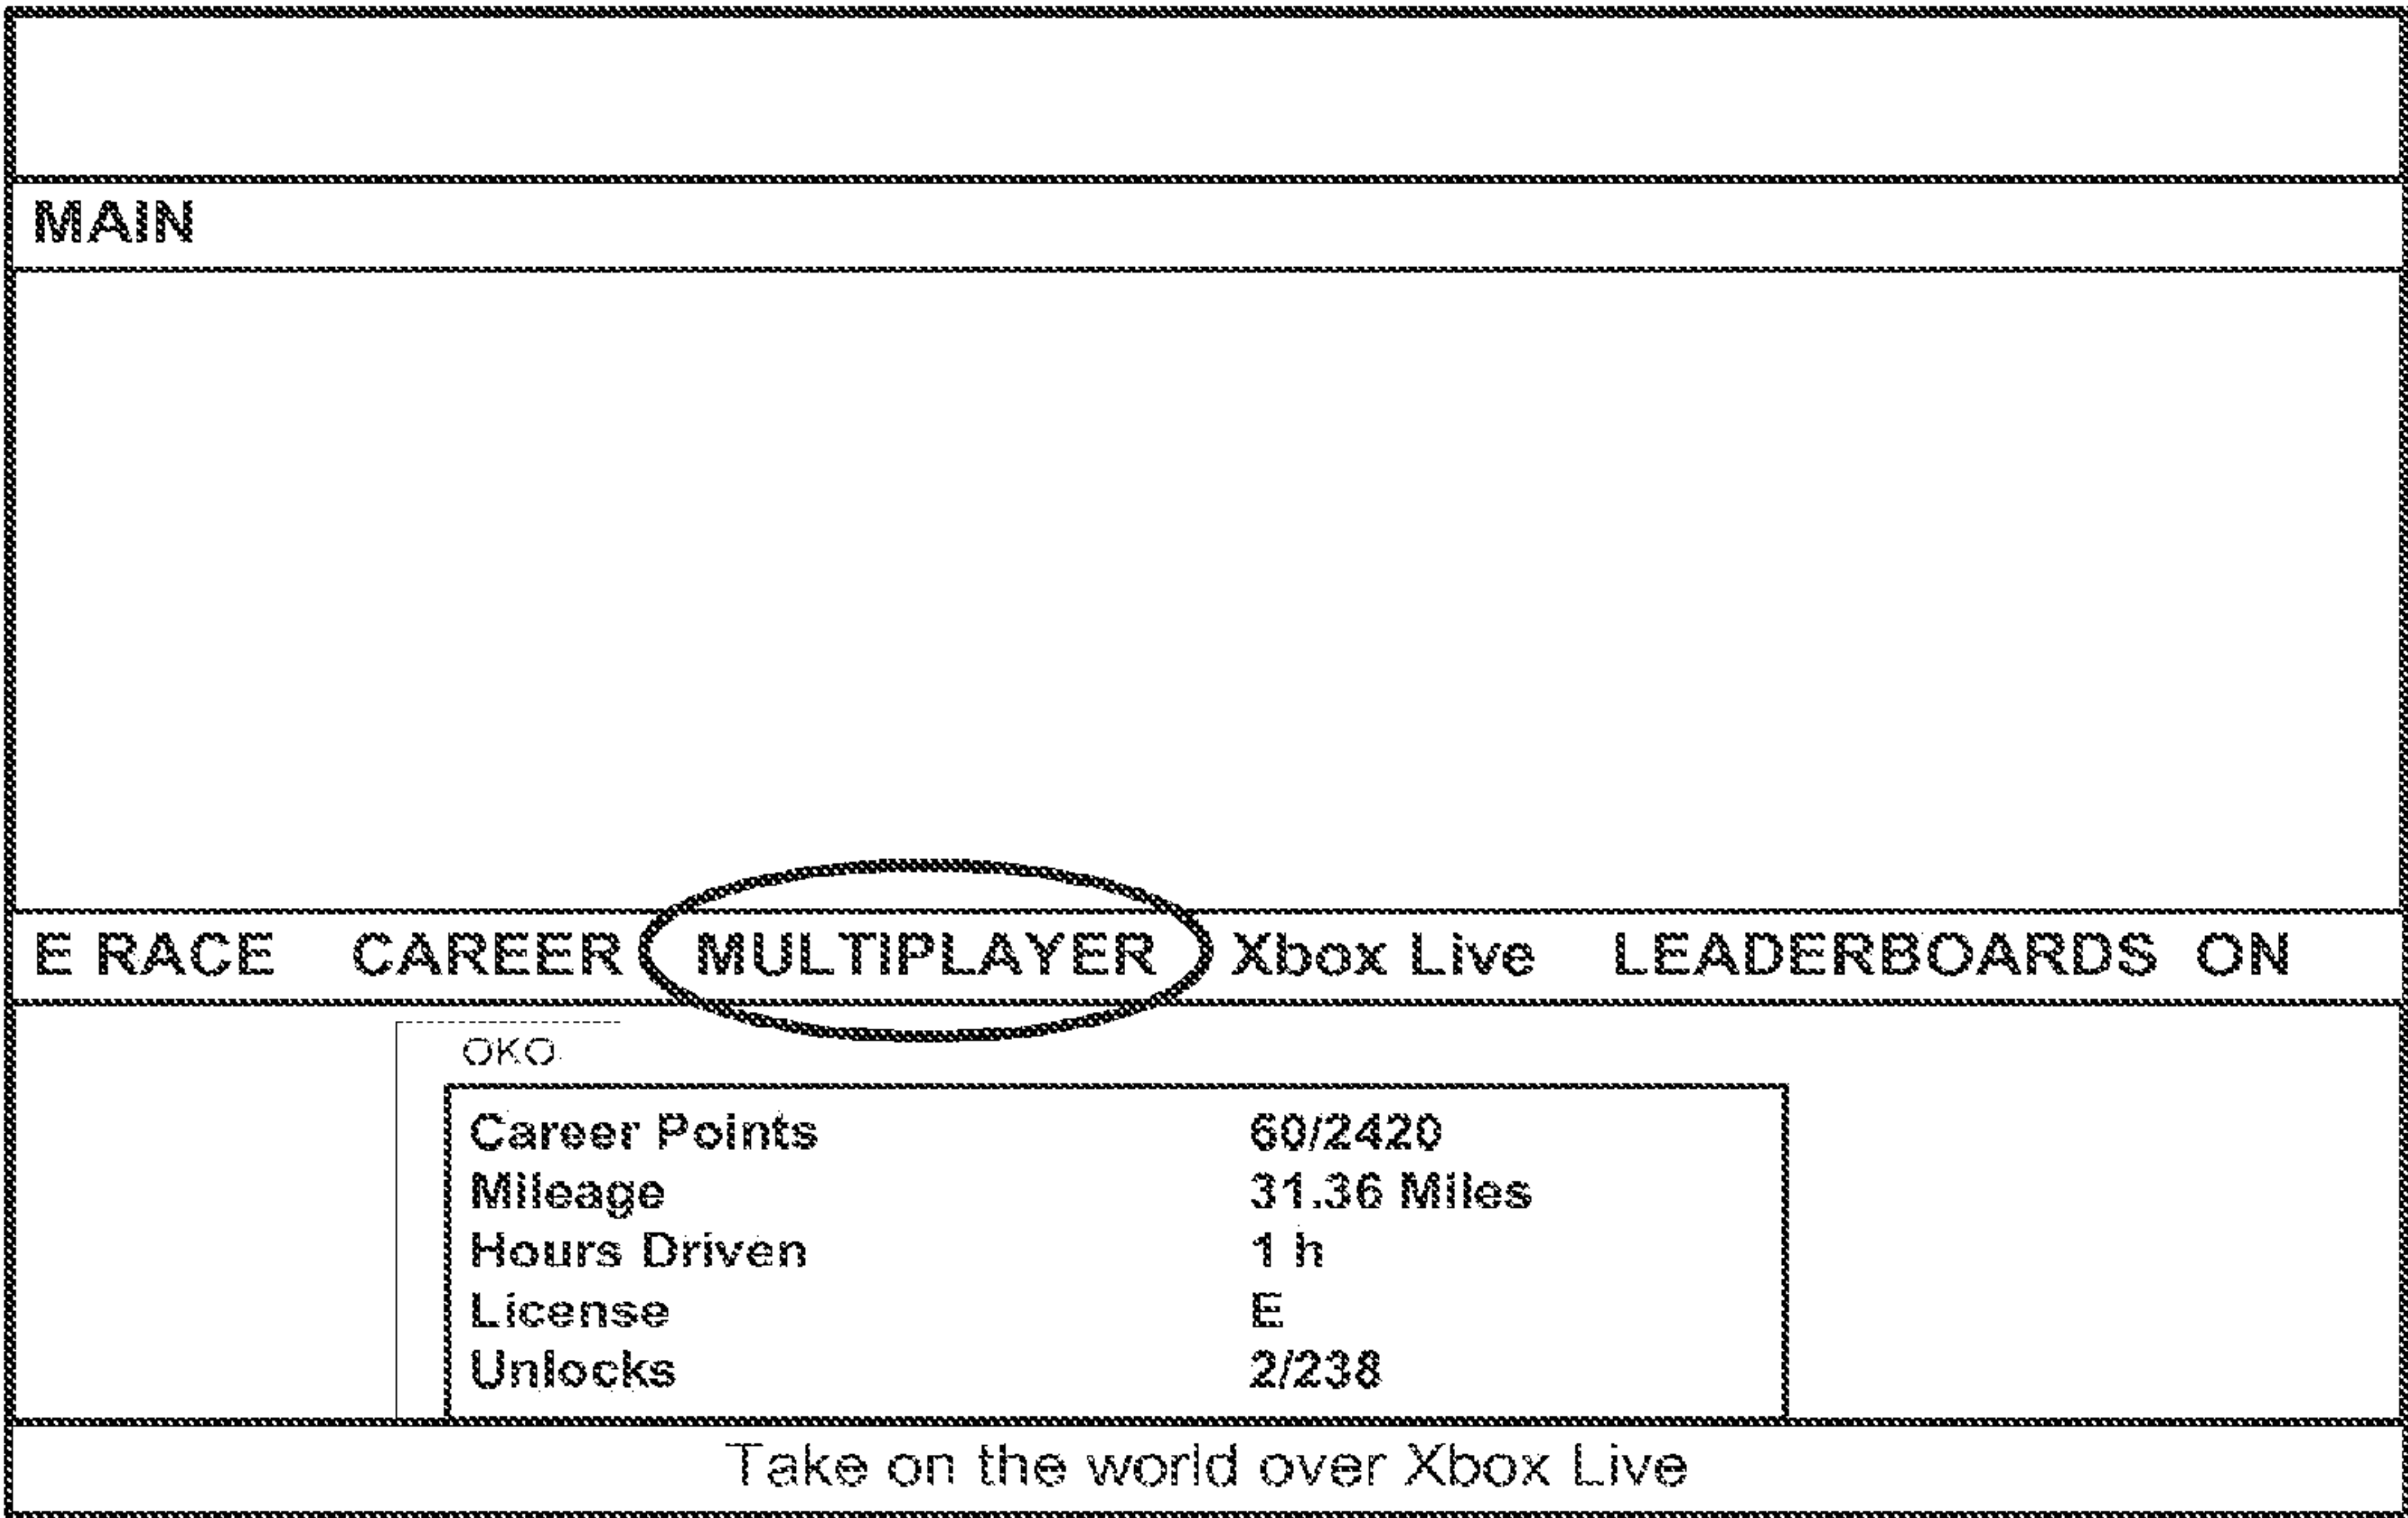 MAIN
E RACE CAREER MULTIPLAYER Xbox Live LEADERBOARDS ON
OKO
Career Points 60/2420
Mileage 31.36 Miles
Hours Driven 1 h
License E
Unlocks 2/238
Take on the world over Xbox Live